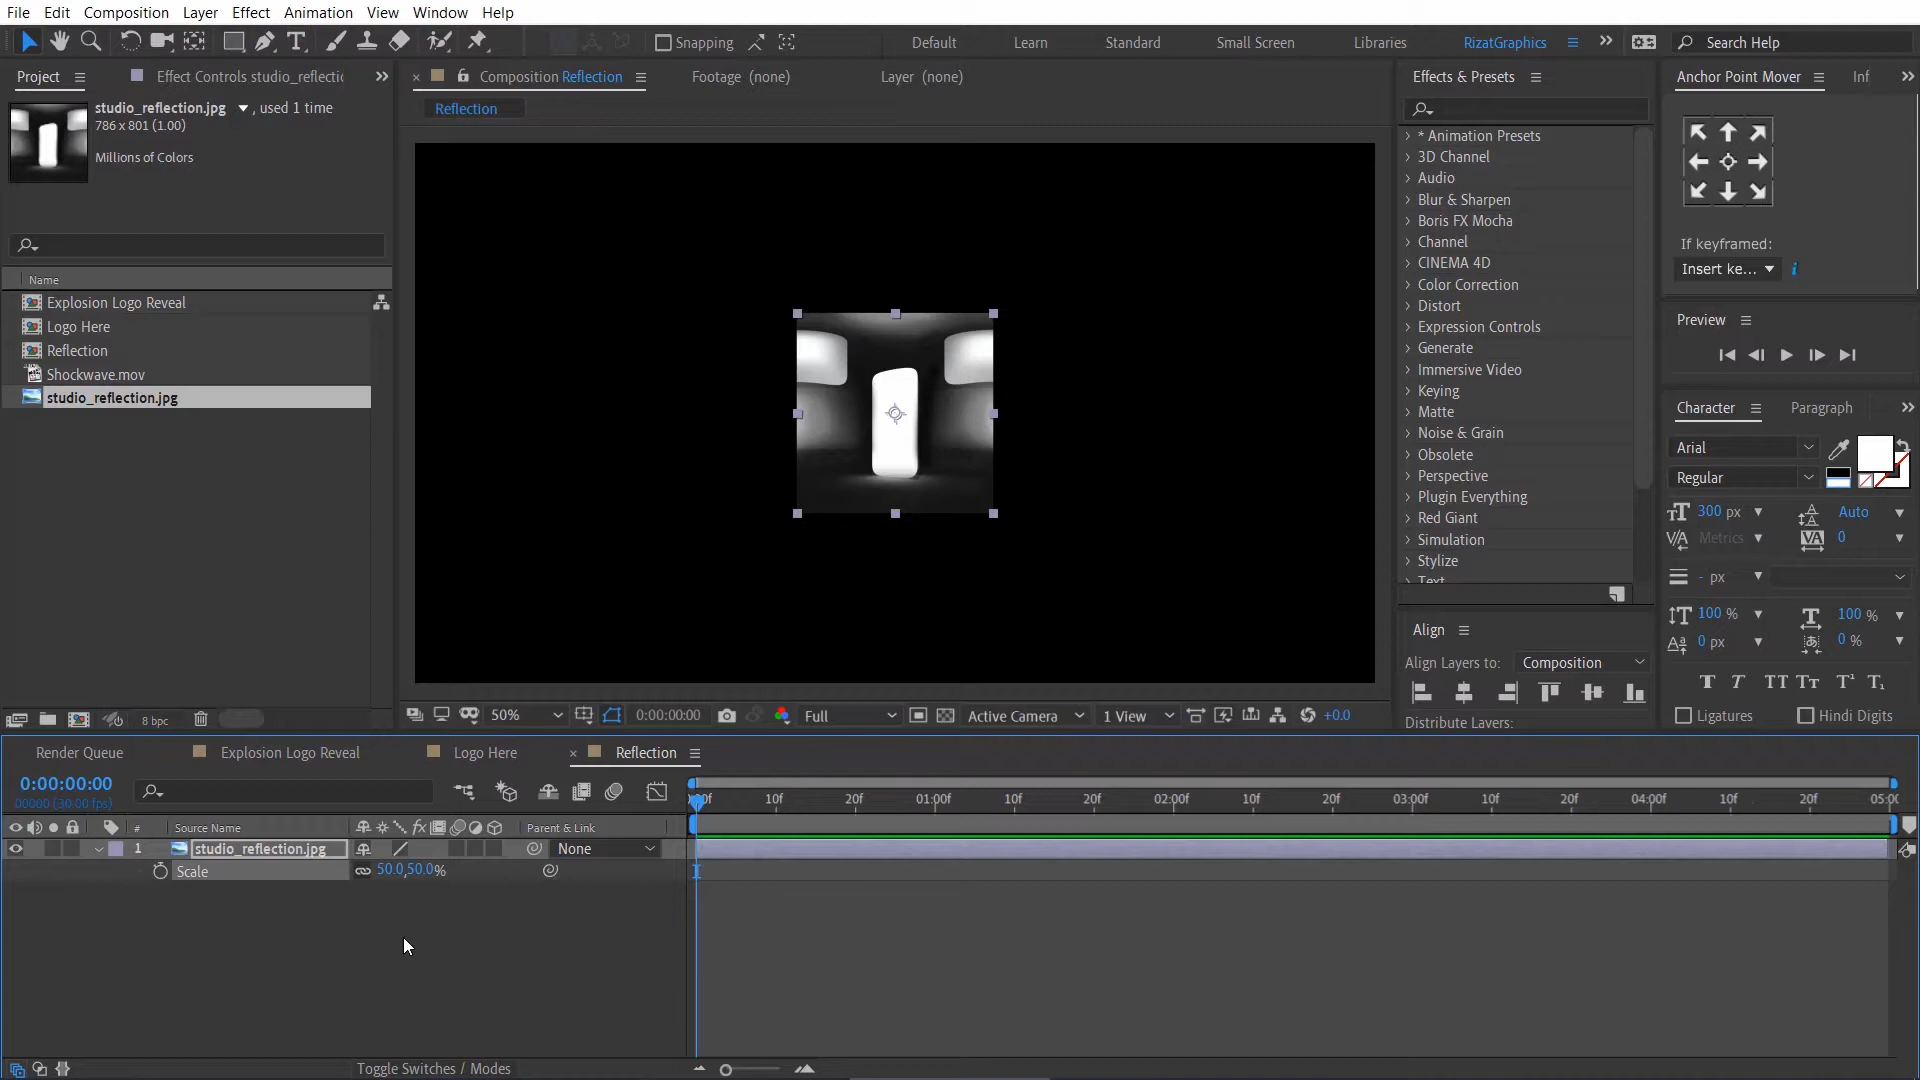 File Edit Composition Layer Effect Animation View Window Help
Snapping Default Learn Standard Small Screen Libraries RizatGraphics Search Help
Project Effect Controls studio_reflectic
studio_reflection.jpg , used 1 time
786 x 801 (1.00)
Millions of Colors
Name
Explosion Logo Reveal
Logo Here
Reflection
Shockwave.mov
studio_reflection.jpg
8 bpc
Composition Reflection Footage (none) Layer (none)
Reflection
50% 0:00:00:00 Full Active Camera 1 View +0.0
Effects & Presets
* Animation Presets
3D Channel
Audio
Blur & Sharpen
Boris FX Mocha
Channel
CINEMA 4D
Color Correction
Distort
Expression Controls
Generate
Immersive Video
Keying
Matte
Noise & Grain
Obsolete
Perspective
Plugin Everything
Red Giant
Simulation
Stylize
Text
Align
Align Layers to: Composition
Distribute Layers:
Anchor Point Mover Inf
If keyframed:
Insert ke...
Preview
Character Paragraph
Arial
Regular
300 px Auto
Metrics 0
- px
100 % 100 %
0 px 0 %
Ligatures Hindi Digits
Render Queue Explosion Logo Reveal Logo Here Reflection
0:00:00:00
00000 (30.00 fps)
10f 20f 01:00f 10f 20f 02:00f 10f 20f 03:00f 10f 20f 04:00f 10f 20f 05:00
# Source Name Parent & Link
1 studio_reflection.jpg None
Scale 50.0,50.0%
Toggle Switches / Modes